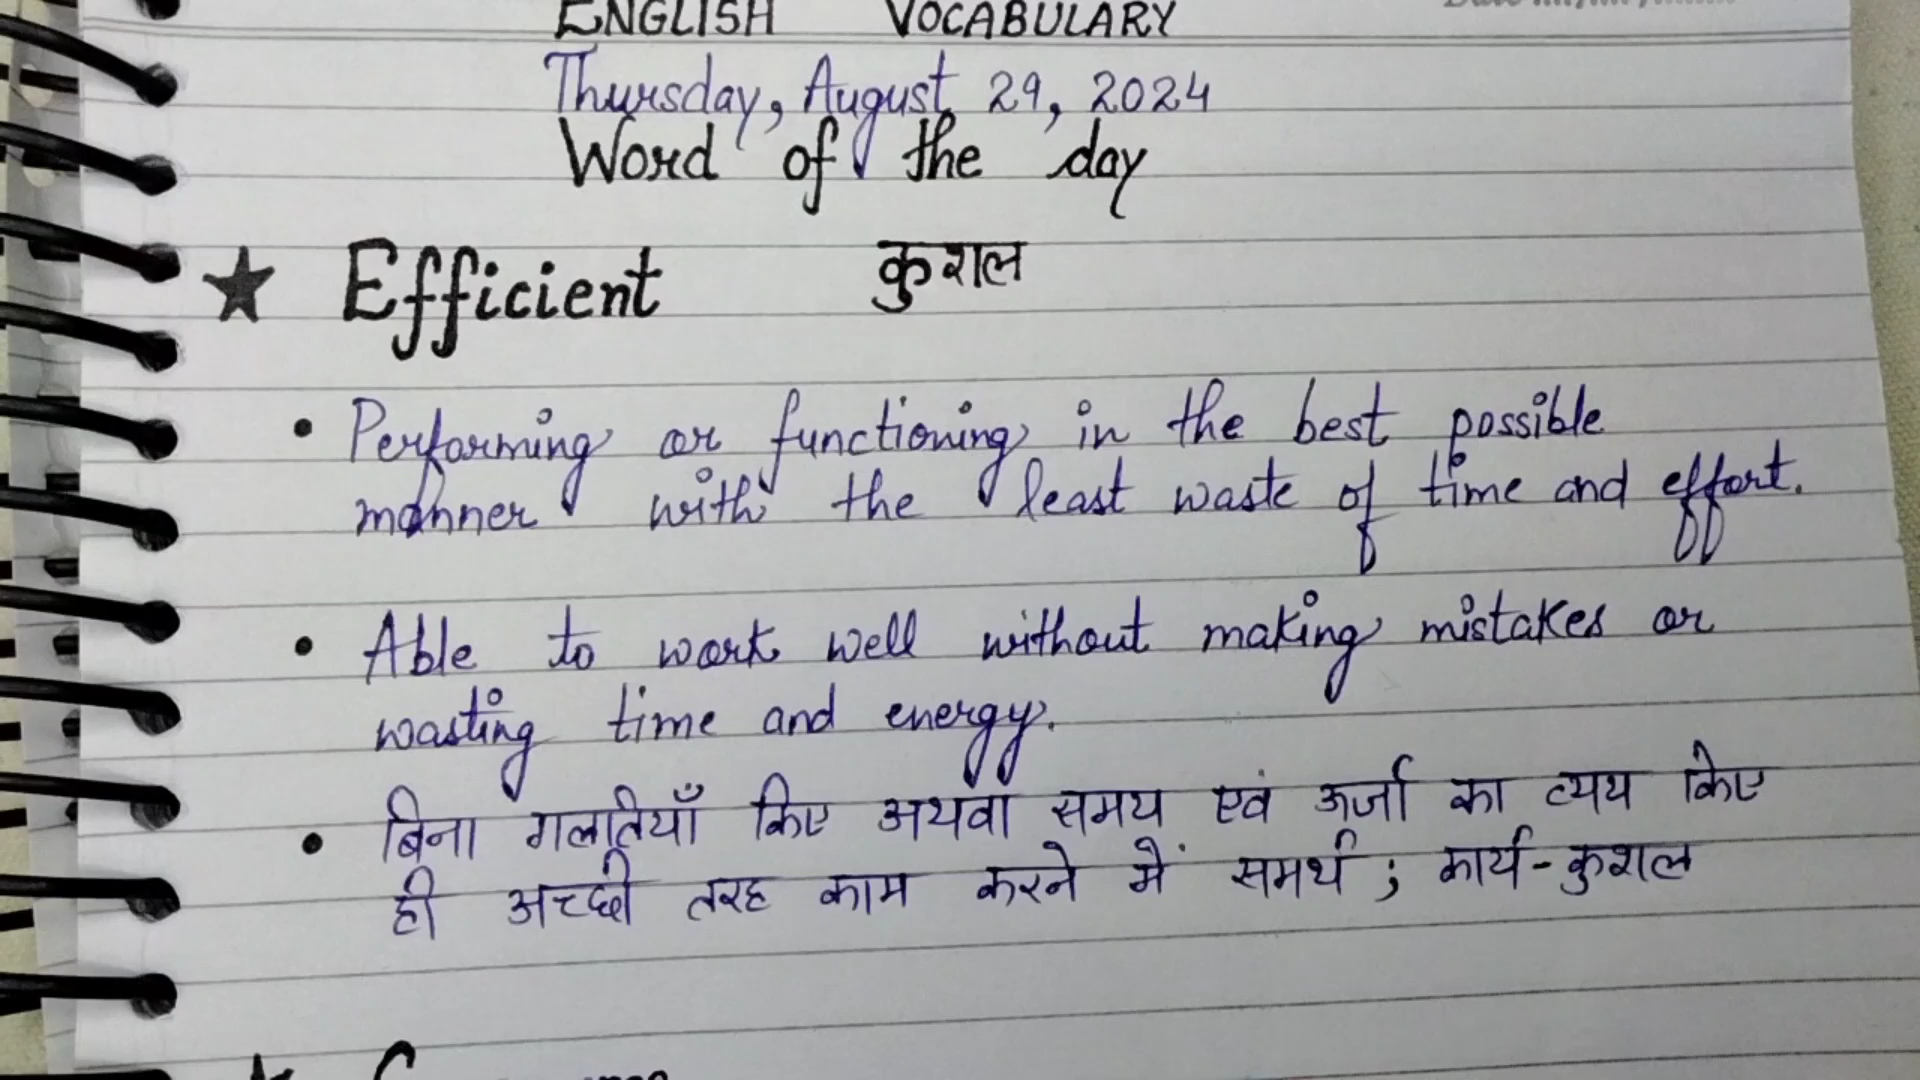 ENGLISH VOCABULARY
Thursday, August 29, 2024
Word of the day
★ Efficient कुशल
• Performing or functioning in the best possible
manner with the least waste of time and effort.
• Able to work well without making mistakes or
wasting time and energy.
• बिना गलतियाँ किए अथवा समय एवं ऊर्जा का व्यय किए
ही अच्छी तरह काम करने में समर्थ ; कार्य-कुशल